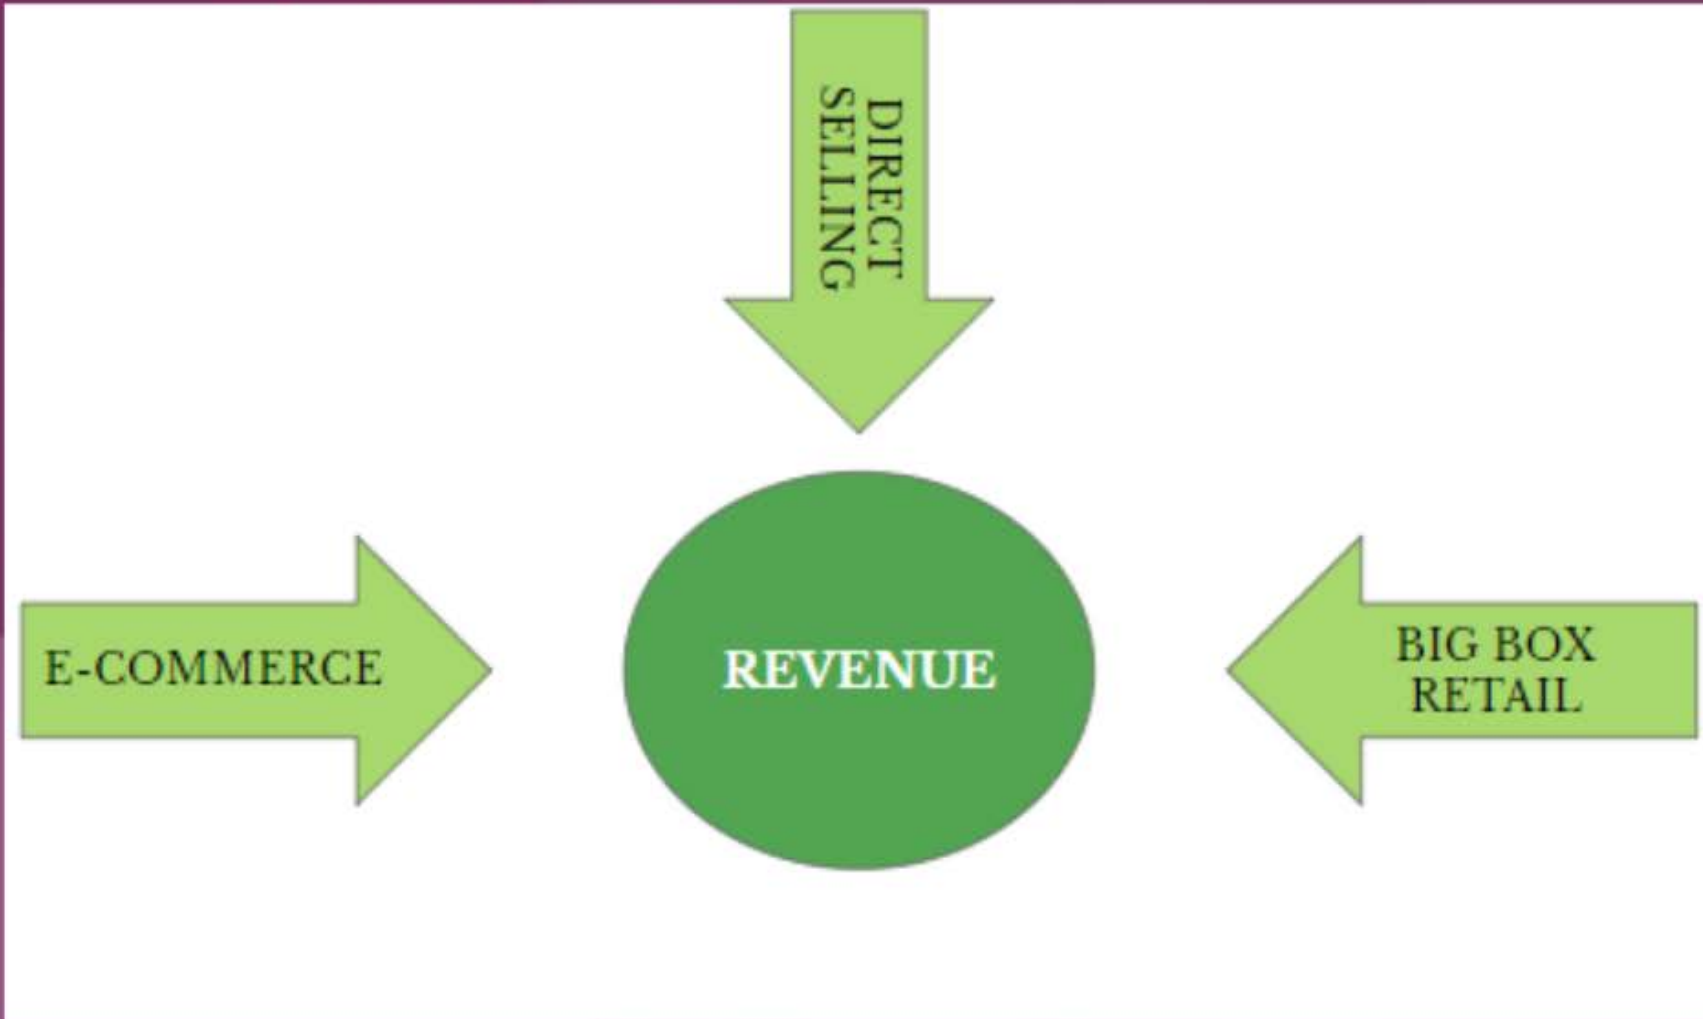 DIRECT
SELLING
E-COMMERCE
REVENUE
BIG BOX
RETAIL